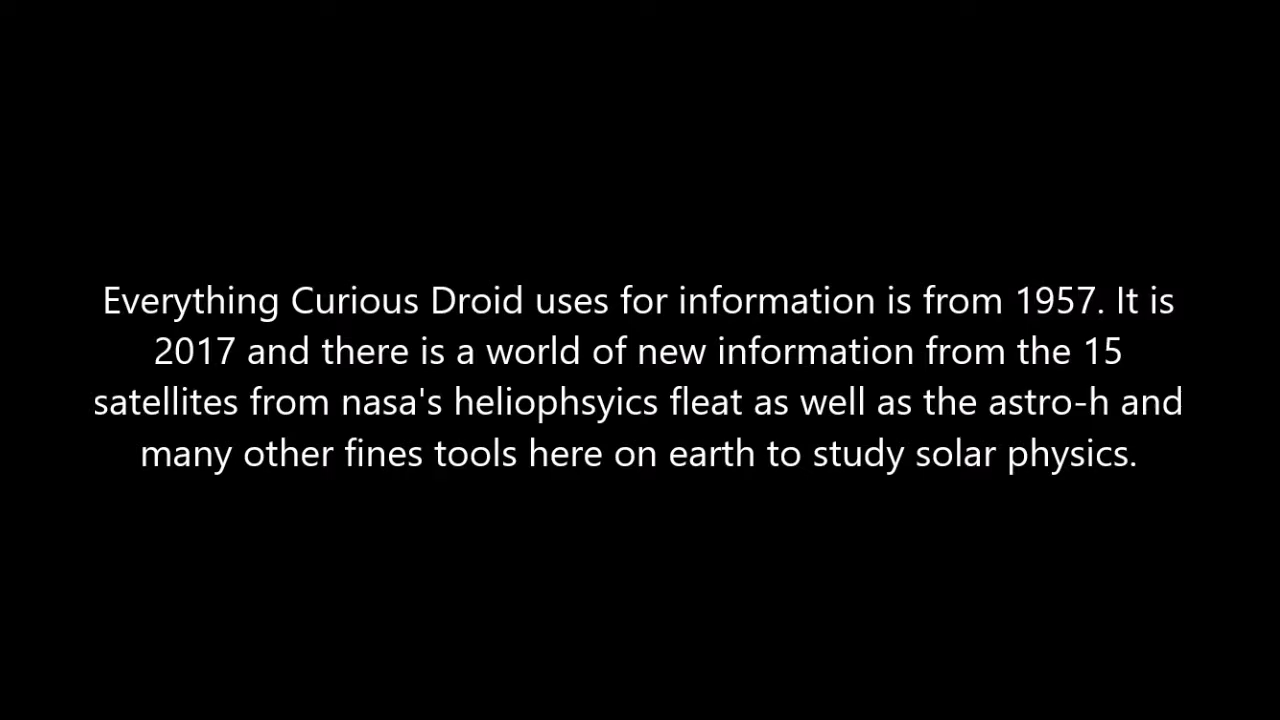 Everything Curious Droid uses for information is from 1957. It is
2017 and there is a world of new information from the 15
satellites from nasa's heliophsyics fleat as well as the astro-h and
many other fines tools here on earth to study solar physics.